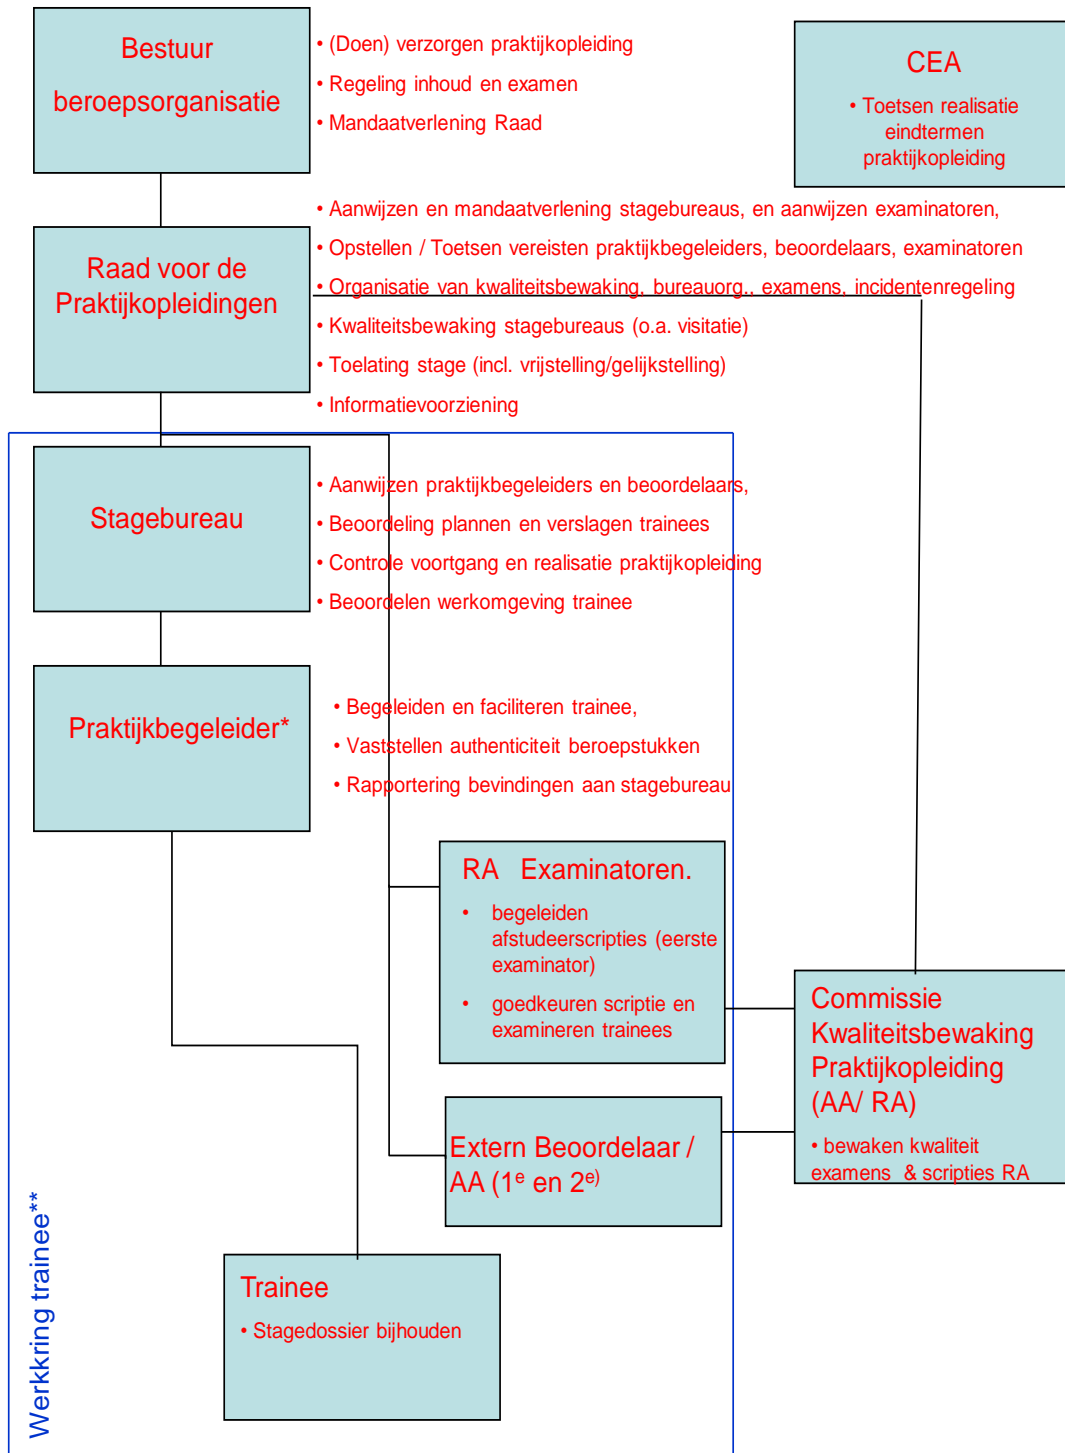 Bestuur
beroepsorganisatie
• (Doen) verzorgen praktijkopleiding
• Regeling inhoud en examen
• Mandaatverlening Raad
CEA
• Toetsen realisatie
eindtermen
praktijkopleiding
Raad voor de
Praktijkopleidingen
• Aanwijzen en mandaatverlening stagebureaus, en aanwijzen examinatoren,
• Opstellen / Toetsen vereisten praktijkbegeleiders, beoordelaars, examinatoren
• Organisatie van kwaliteitsbewaking, bureauorg., examens, incidentenregeling
• Kwaliteitsbewaking stagebureaus (o.a. visitatie)
• Toelating stage (incl. vrijstelling/gelijkstelling)
• Informatievoorziening
Stagebureau
• Aanwijzen praktijkbegeleiders en beoordelaars,
• Beoordeling plannen en verslagen trainees
• Controle voortgang en realisatie praktijkopleiding
• Beoordelen werkomgeving trainee
Praktijkbegeleider*
• Begeleiden en faciliteren trainee,
• Vaststellen authenticiteit beroepstukken
• Rapportering bevindingen aan stagebureau
RA Examinatoren.
• begeleiden
afstudeerscripties (eerste
examinator)
• goedkeuren scriptie en
examineren trainees
Commissie
Kwaliteitsbewaking
Praktijkopleiding
(AA/ RA)
• bewaken kwaliteit
examens & scripties RA
Extern Beoordelaar /
AA (1e en 2e)
Trainee
• Stagedossier bijhouden
Werkkring trainee**